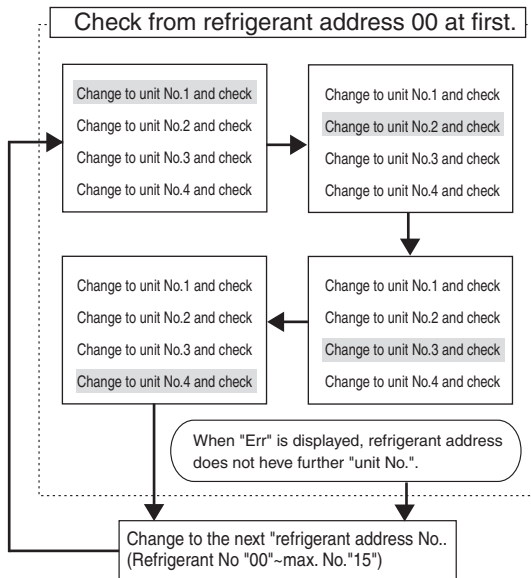 Check from refrigerant address 00 at first.
Change to unit No.1 and check
Change to unit No.2 and check
Change to unit No.3 and check
Change to unit No.4 and check
Change to unit No.1 and check
Change to unit No.2 and check
Change to unit No.3 and check
Change to unit No.4 and check
Change to unit No.1 and check
Change to unit No.2 and check
Change to unit No.3 and check
Change to unit No.4 and check
Change to unit No.1 and check
Change to unit No.2 and check
Change to unit No.3 and check
Change to unit No.4 and check
When "Err" is displayed, refrigerant address
does not heve further "unit No.".
Change to the next "refrigerant address No..
(Refrigerant No "00"~max. No."15")